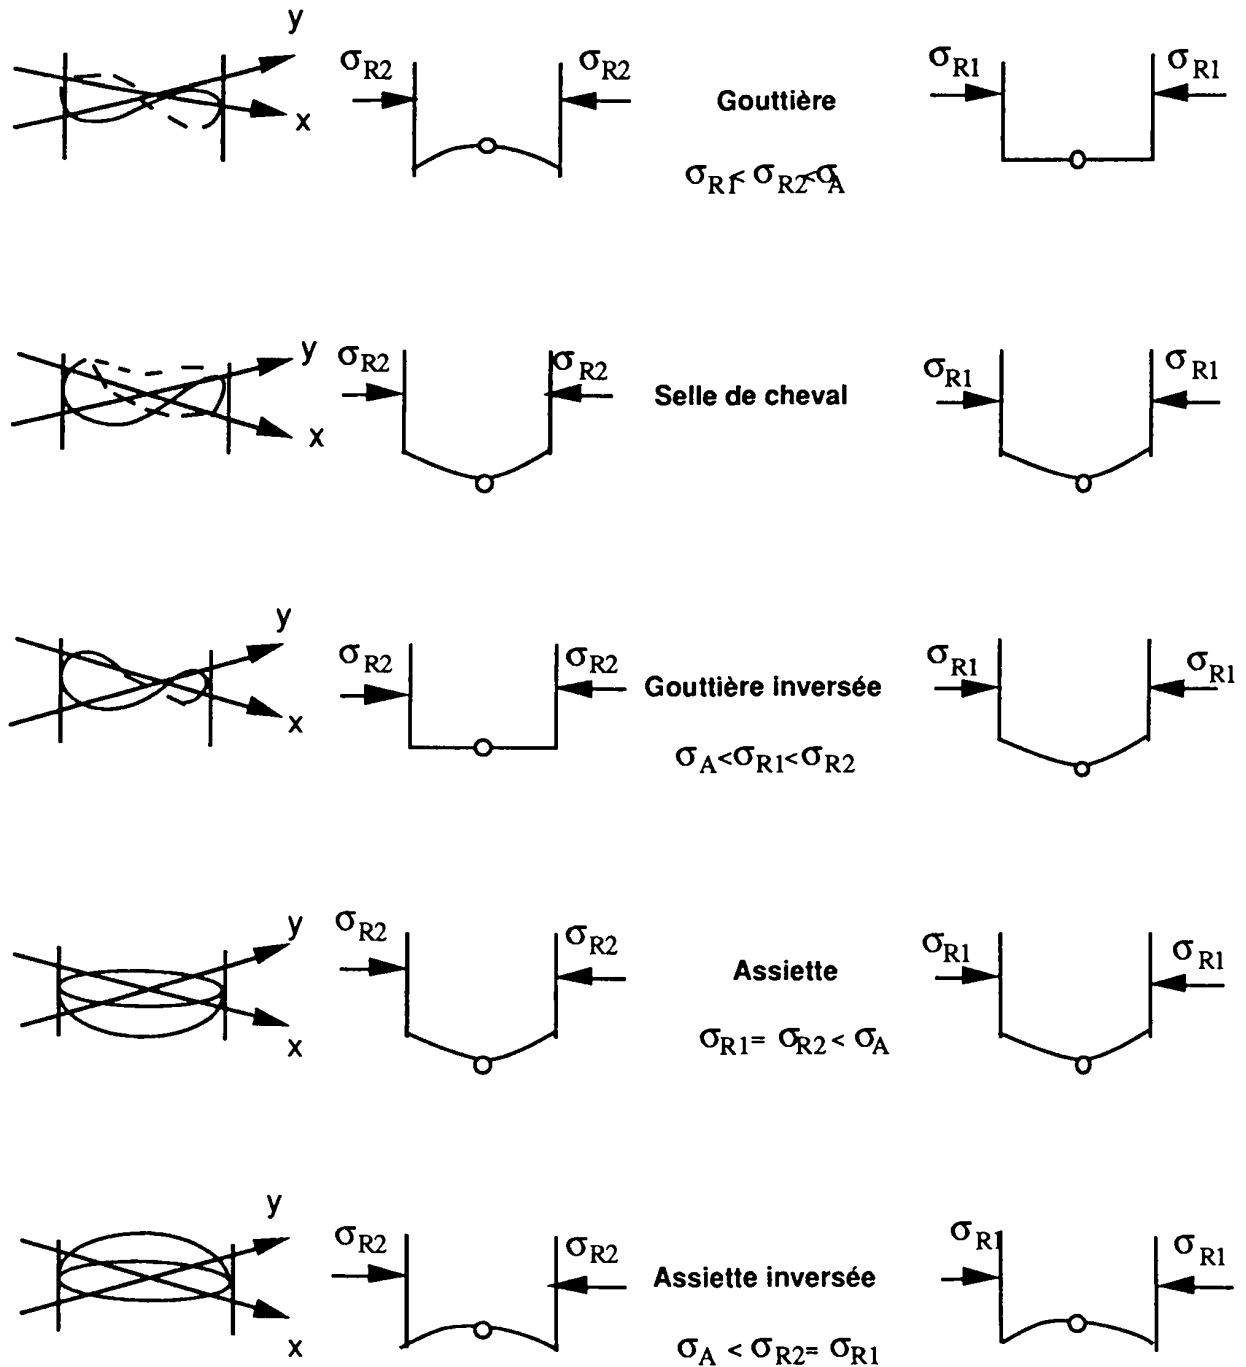 y
x
σR2
σR2
Gouttière
σR1< σR2<σA
σR1
σR1
y
x
σR2
σR2
Selle de cheval
σR1
σR1
y
x
σR2
σR2
Gouttière inversée
σA<σR1<σR2
σR1
σR1
y
x
σR2
σR2
Assiette
σR1= σR2 < σA
σR1
σR1
y
x
σR2
σR2
Assiette inversée
σA < σR2= σR1
σR1
σR1